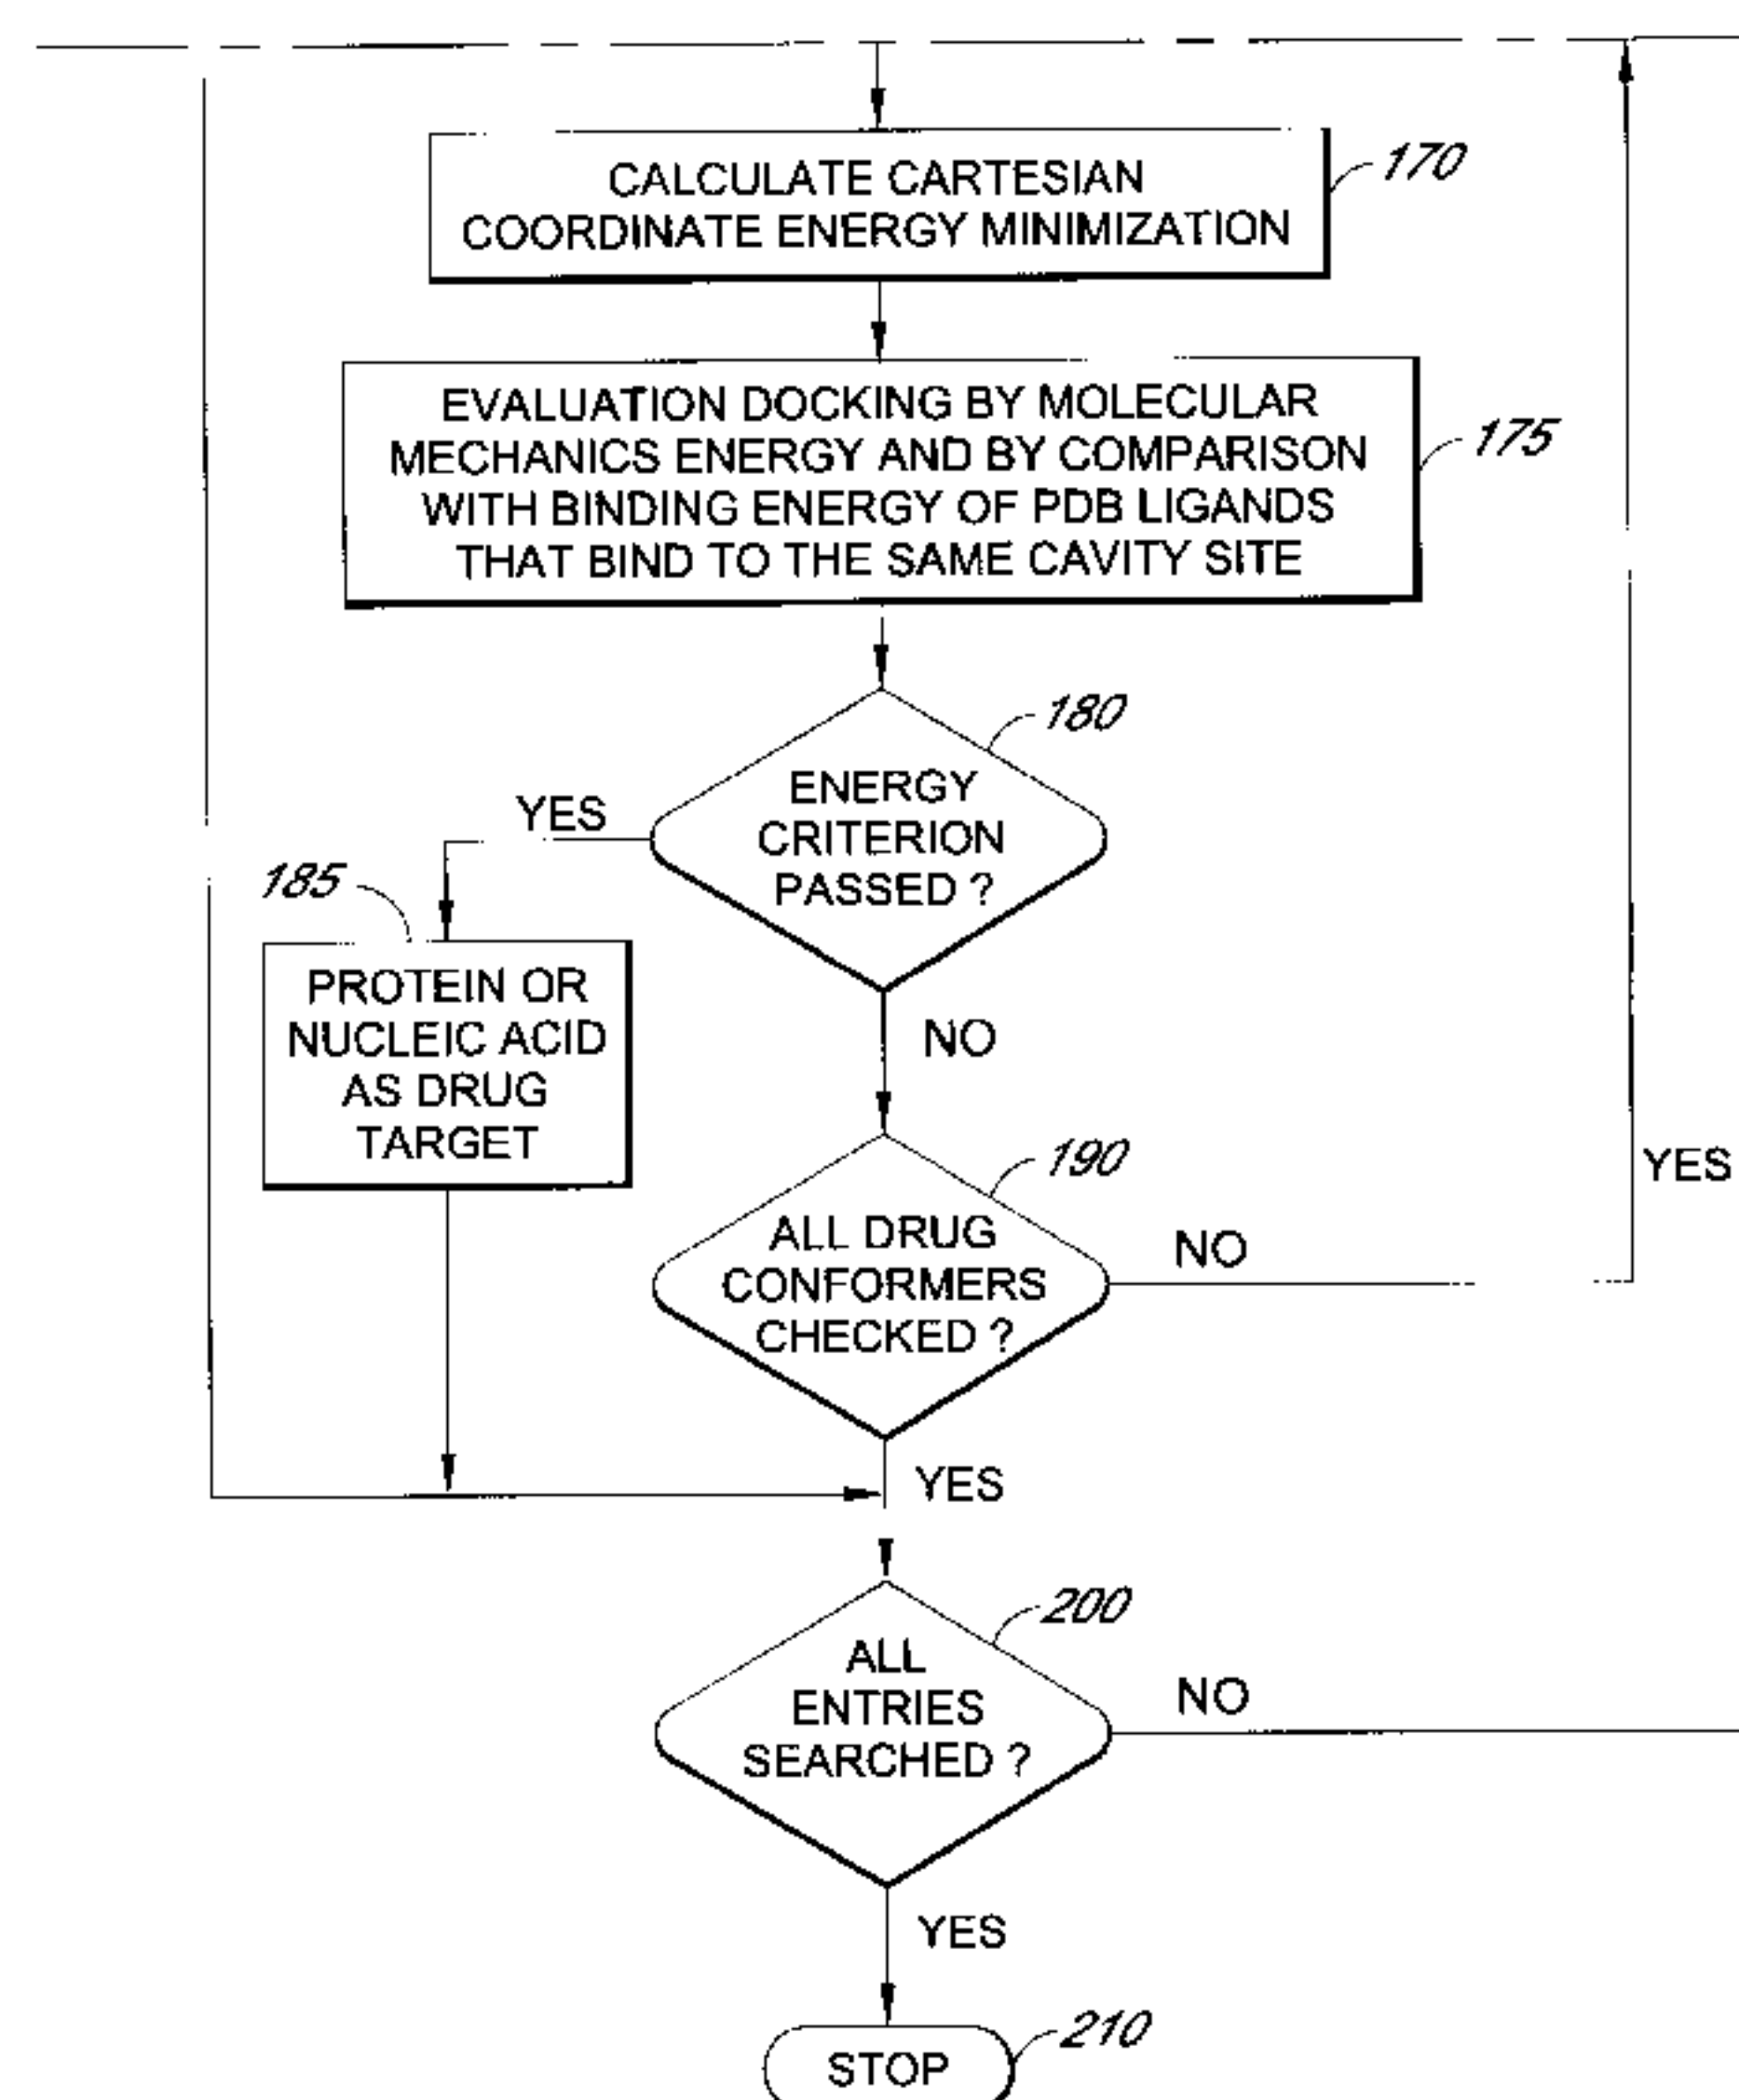 CALCULATE CARTESIAN
COORDINATE ENERGY MINIMIZATION
170
EVALUATION DOCKING BY MOLECULAR
MECHANICS ENERGY AND BY COMPARISON
WITH BINDING ENERGY OF PDB LIGANDS
THAT BIND TO THE SAME CAVITY SITE
175
180
ENERGY
CRITERION
PASSED ?
YES
185
PROTEIN OR
NUCLEIC ACID
AS DRUG
TARGET
NO
190
ALL DRUG
CONFORMERS
CHECKED ?
NO
YES
YES
200
ALL
ENTRIES
SEARCHED ?
NO
YES
210
STOP